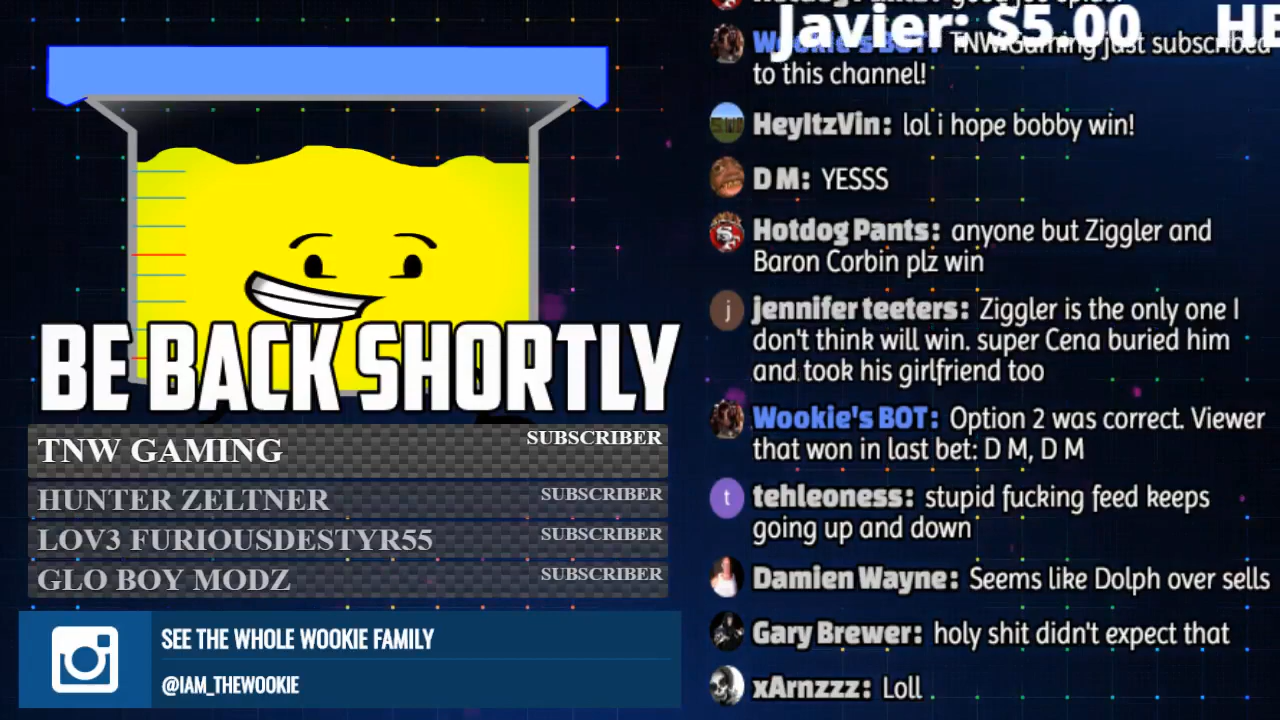 Javier: $5.00
Wookie's BOT: TNW Gaming just subscribed
to this channel!
HeyItzVin: lol i hope bobby win!
D M: YESSS
Hotdog Pants: anyone but Ziggler and
Baron Corbin plz win
jennifer teeters: Ziggler is the only one I
don't think will win. super Cena buried him
and took his girlfriend too
Wookie's BOT: Option 2 was correct. Viewer
that won in last bet: D M, D M
tehleoness: stupid fucking feed keeps
going up and down
Damien Wayne: Seems like Dolph over sells
Gary Brewer: holy shit didn't expect that
xArnzzz: Loll
BE BACK SHORTLY
TNW GAMING SUBSCRIBER
HUNTER ZELTNER SUBSCRIBER
LOV3 FURIOUSDESTYR55 SUBSCRIBER
GLO BOY MODZ SUBSCRIBER
SEE THE WHOLE WOOKIE FAMILY
@IAM_THEWOOKIE